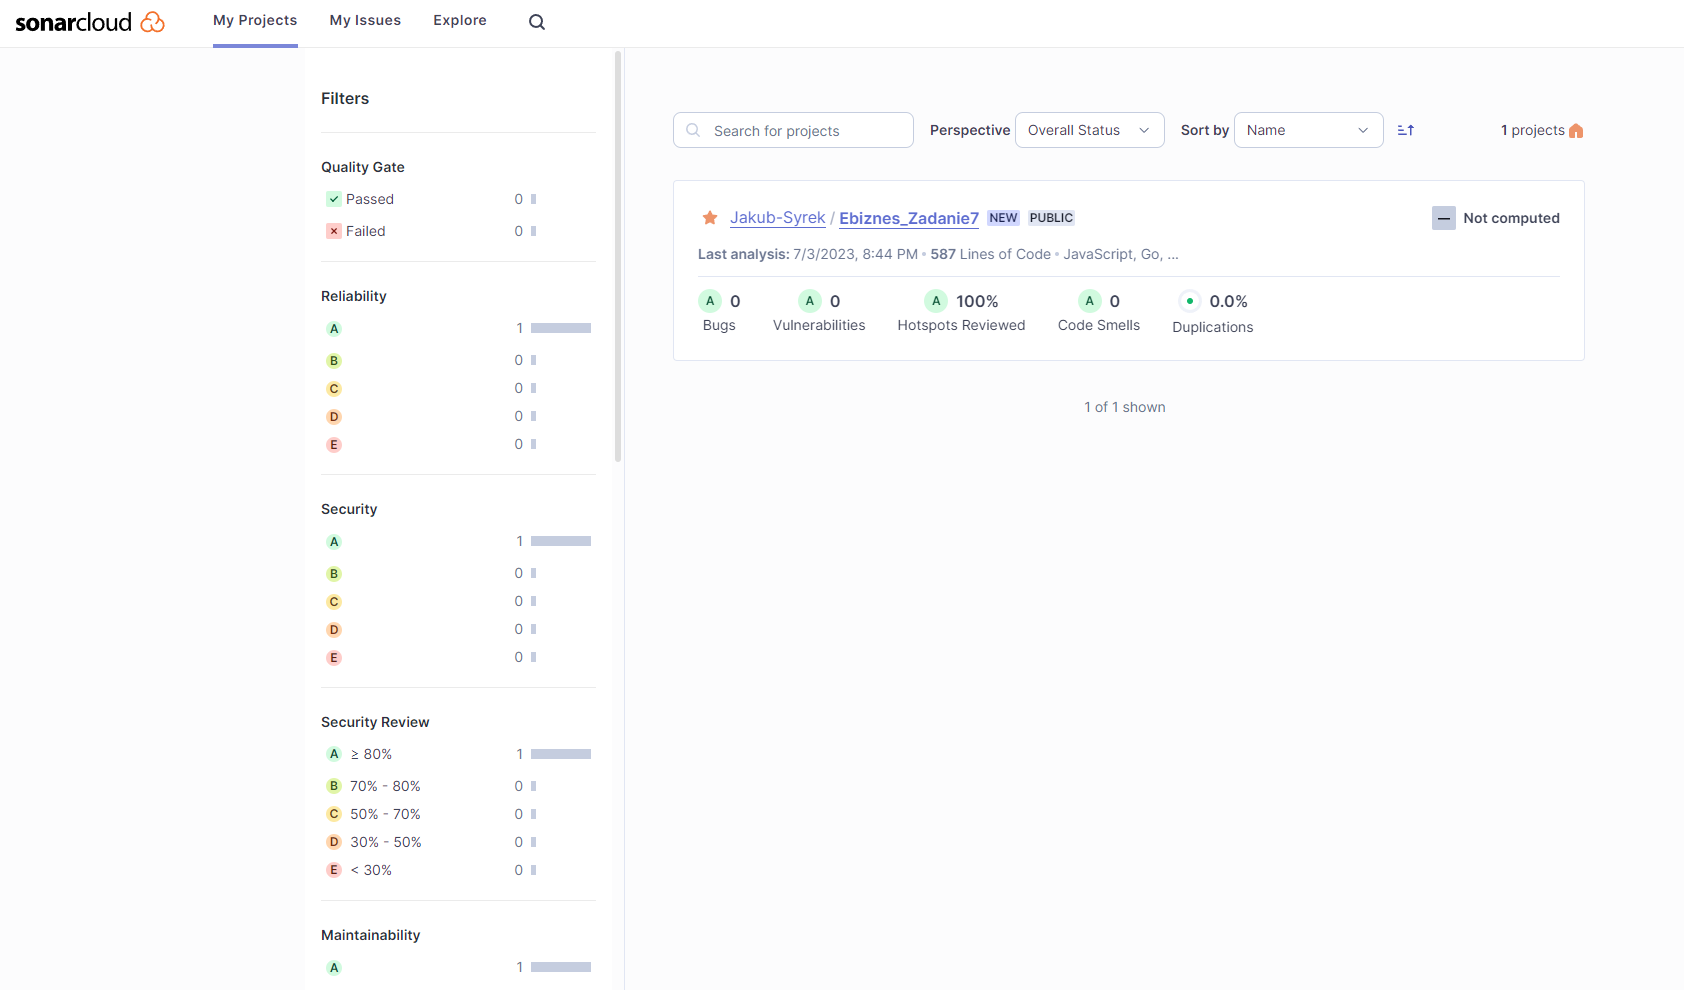 sonarcloud
My Projects My Issues Explore
Filters
Quality Gate
Passed 0
Failed 0
Reliability
A 1
B 0
C 0
D 0
E 0
Security
A 1
B 0
C 0
D 0
E 0
Security Review
A ≥ 80% 1
B 70% - 80% 0
C 50% - 70% 0
D 30% - 50% 0
E < 30% 0
Maintainability
A 1
Search for projects Perspective Overall Status Sort by Name 1 projects
Jakub-Syrek / Ebiznes_Zadanie7 NEW PUBLIC Not computed
Last analysis: 7/3/2023, 8:44 PM • 587 Lines of Code • JavaScript, Go, ...
A 0 A 0 A 100% A 0 0.0%
Bugs Vulnerabilities Hotspots Reviewed Code Smells Duplications
1 of 1 shown